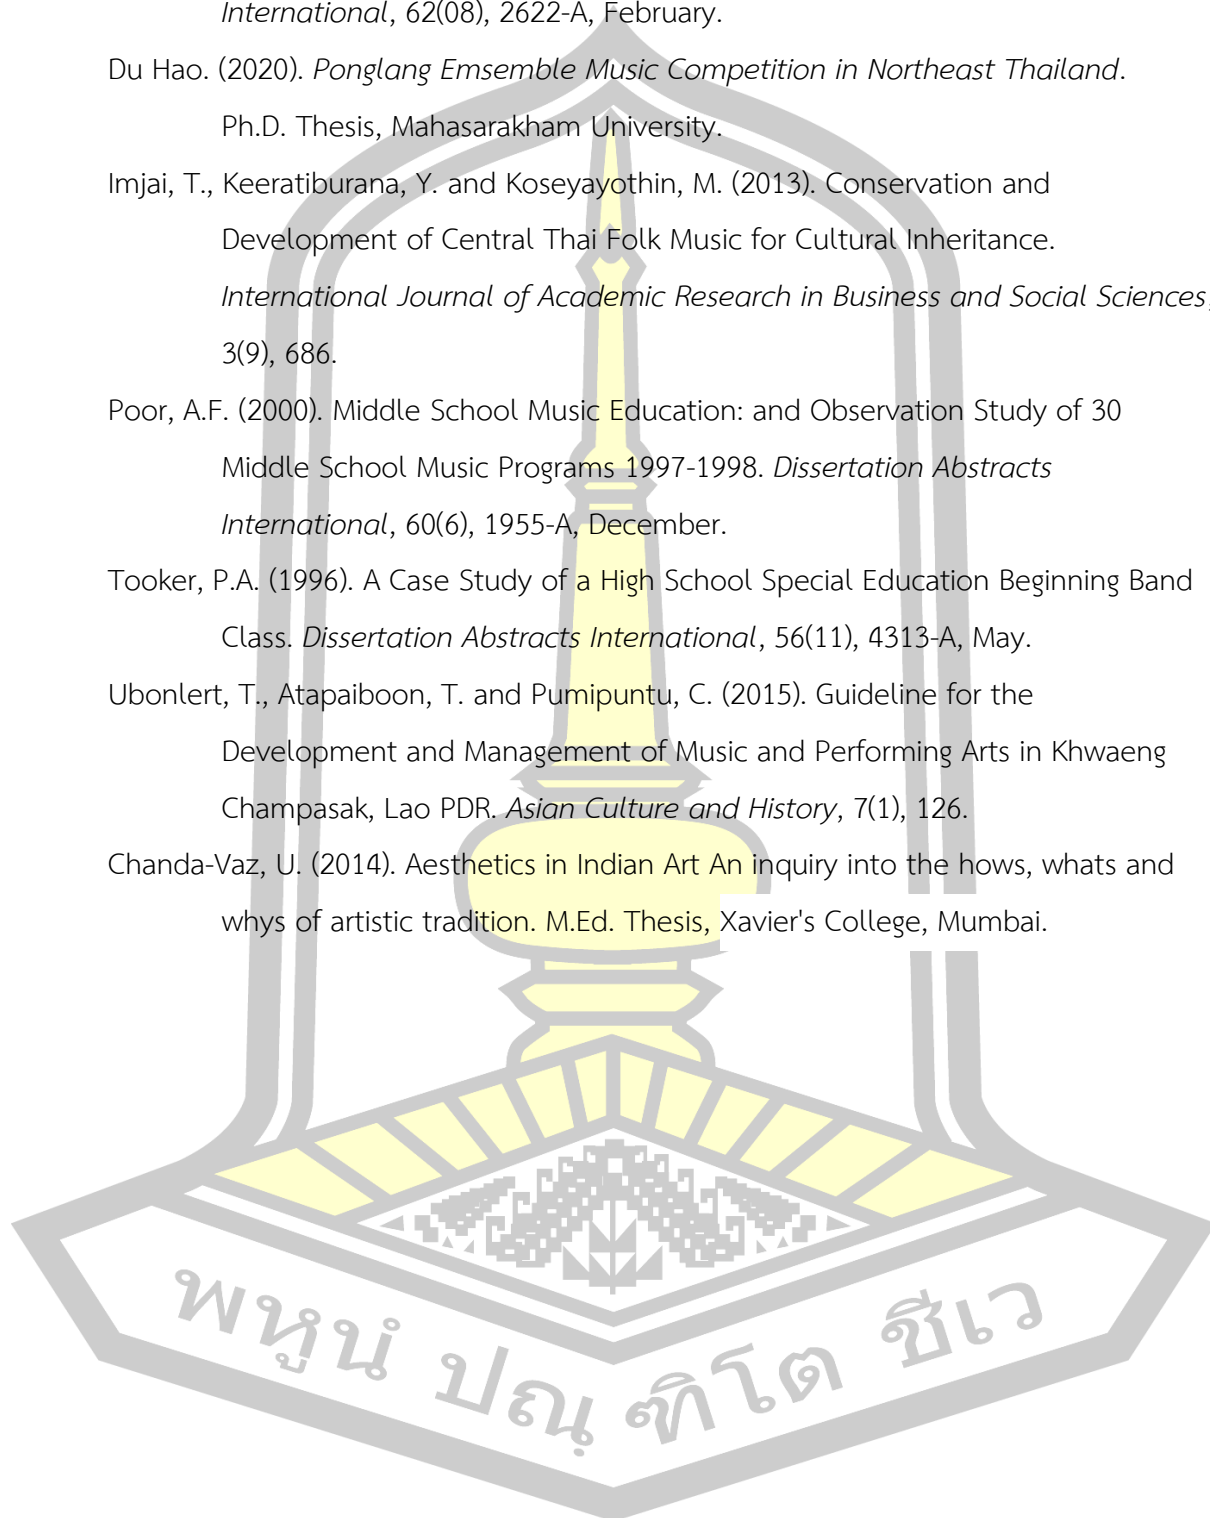 International, 62(08), 2622-A, February.
Du Hao. (2020). Ponglang Emsemble Music Competition in Northeast Thailand.
Ph.D. Thesis, Mahasarakham University.
Imjai, T., Keeratiburana, Y. and Koseyayothin, M. (2013). Conservation and
Development of Central Thai Folk Music for Cultural Inheritance.
International Journal of Academic Research in Business and Social Sciences,
3(9), 686.
Poor, A.F. (2000). Middle School Music Education: and Observation Study of 30
Middle School Music Programs 1997-1998. Dissertation Abstracts
International, 60(6), 1955-A, December.
Tooker, P.A. (1996). A Case Study of a High School Special Education Beginning Band
Class. Dissertation Abstracts International, 56(11), 4313-A, May.
Ubonlert, T., Atapaiboon, T. and Pumipuntu, C. (2015). Guideline for the
Development and Management of Music and Performing Arts in Khwaeng
Champasak, Lao PDR. Asian Culture and History, 7(1), 126.
Chanda-Vaz, U. (2014). Aesthetics in Indian Art An inquiry into the hows, whats and
whys of artistic tradition. M.Ed. Thesis, Xavier's College, Mumbai.
พหูนํ ปณฺฑิโต ชีเว